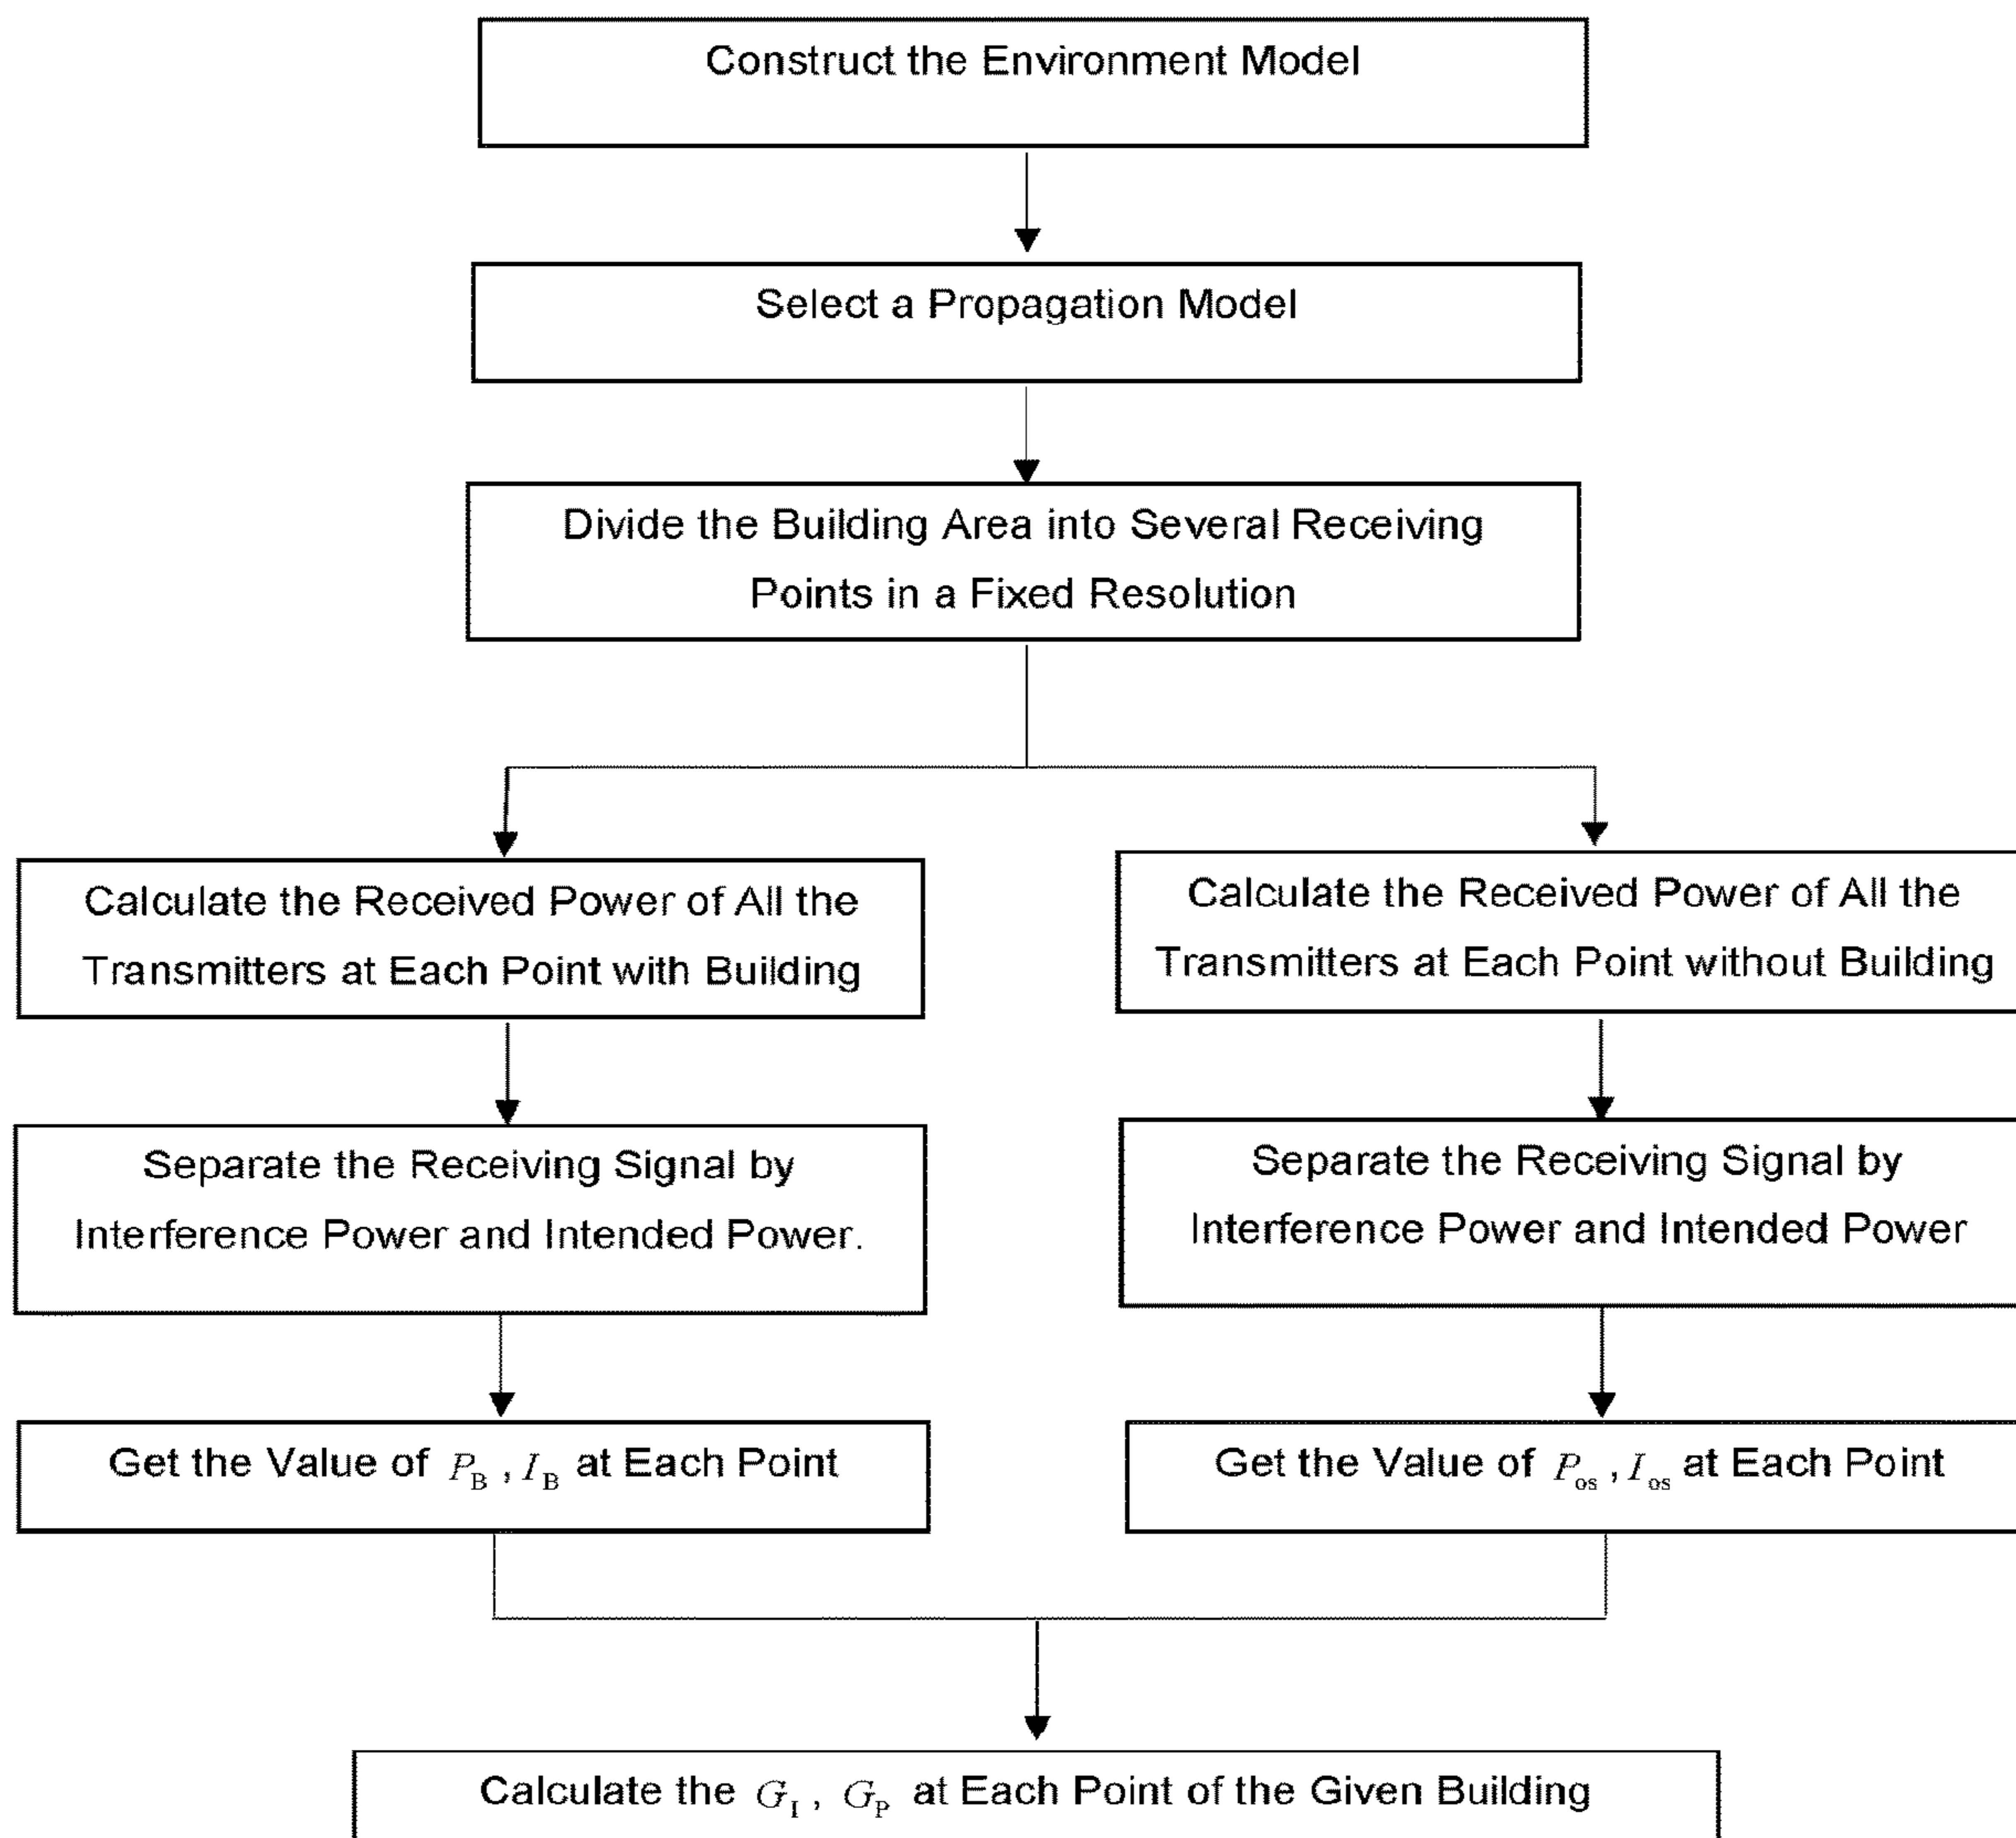 Construct the Environment Model
Select a Propagation Model
Divide the Building Area into Several Receiving
Points in a Fixed Resolution
Calculate the Received Power of All the
Transmitters at Each Point with Building
Calculate the Received Power of All the
Transmitters at Each Point without Building
Separate the Receiving Signal by
Interference Power and Intended Power.
Separate the Receiving Signal by
Interference Power and Intended Power
Get the Value of P_B , I_B at Each Point
Get the Value of P_os , I_os at Each Point
Calculate the G_I , G_P at Each Point of the Given Building